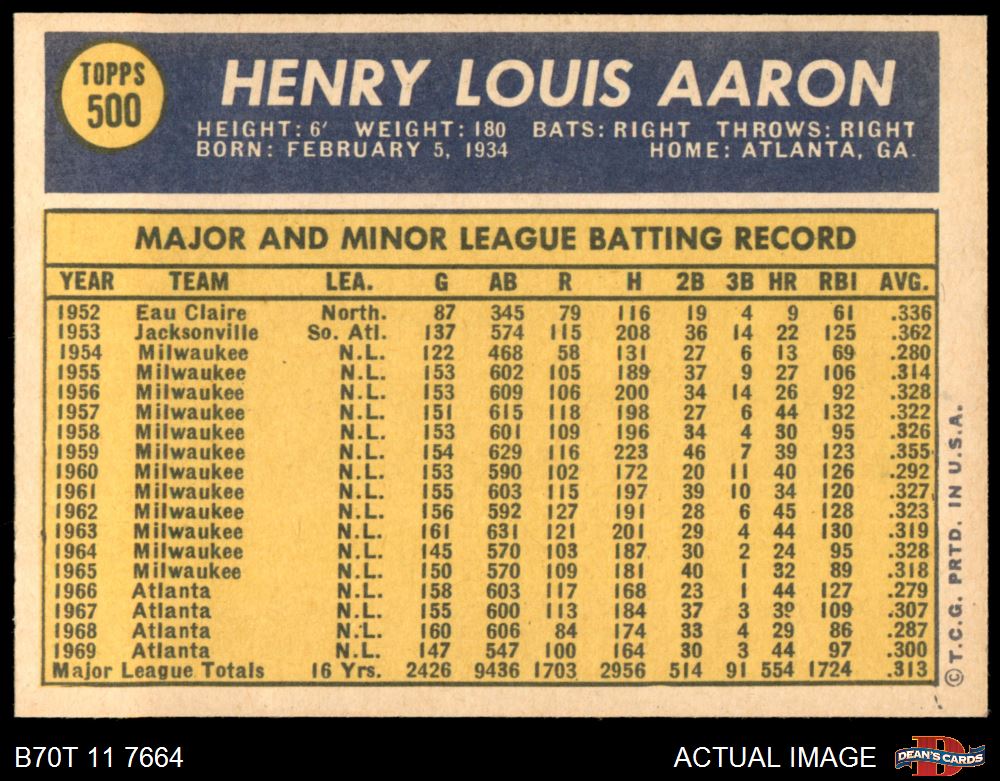 TOPPS
500
HENRY LOUIS AARON
HEIGHT: 6' WEIGHT: 180 BATS: RIGHT THROWS: RIGHT
BORN: FEBRUARY 5, 1934 HOME: ATLANTA, GA.
MAJOR AND MINOR LEAGUE BATTING RECORD
YEAR TEAM LEA. G AB R H 2B 3B HR RBI AVG.
1952 Eau Claire North. 87 345 79 116 19 4 9 61 .336
1953 Jacksonville So. Atl. 137 574 115 208 36 14 22 125 .362
1954 Milwaukee N.L. 122 468 58 131 27 6 13 69 .280
1955 Milwaukee N.L. 153 602 105 189 37 9 27 106 .314
1956 Milwaukee N.L. 153 609 106 200 34 14 26 92 .328
1957 Milwaukee N.L. 151 615 118 198 27 6 44 132 .322
1958 Milwaukee N.L. 153 601 109 196 34 4 30 95 .326
1959 Milwaukee N.L. 154 629 116 223 46 7 39 123 .355
1960 Milwaukee N.L. 153 590 102 172 20 11 40 126 .292
1961 Milwaukee N.L. 155 603 115 197 39 10 34 120 .327
1962 Milwaukee N.L. 156 592 127 191 28 6 45 128 .323
1963 Milwaukee N.L. 161 631 121 201 29 4 44 130 .319
1964 Milwaukee N.L. 145 570 103 187 30 2 24 95 .328
1965 Milwaukee N.L. 150 570 109 181 40 1 32 89 .318
1966 Atlanta N.L. 158 603 117 168 23 1 44 127 .279
1967 Atlanta N.L. 155 600 113 184 37 3 39 109 .307
1968 Atlanta N.L. 160 606 84 174 33 4 29 86 .287
1969 Atlanta N.L. 147 547 100 164 30 3 44 97 .300
Major League Totals 16 Yrs. 2426 9436 1703 2956 514 91 554 1724 .313
© T.C.G. PRTD. IN U.S.A.
B70T 11 7664 ACTUAL IMAGE
D
DEAN'S CARDS